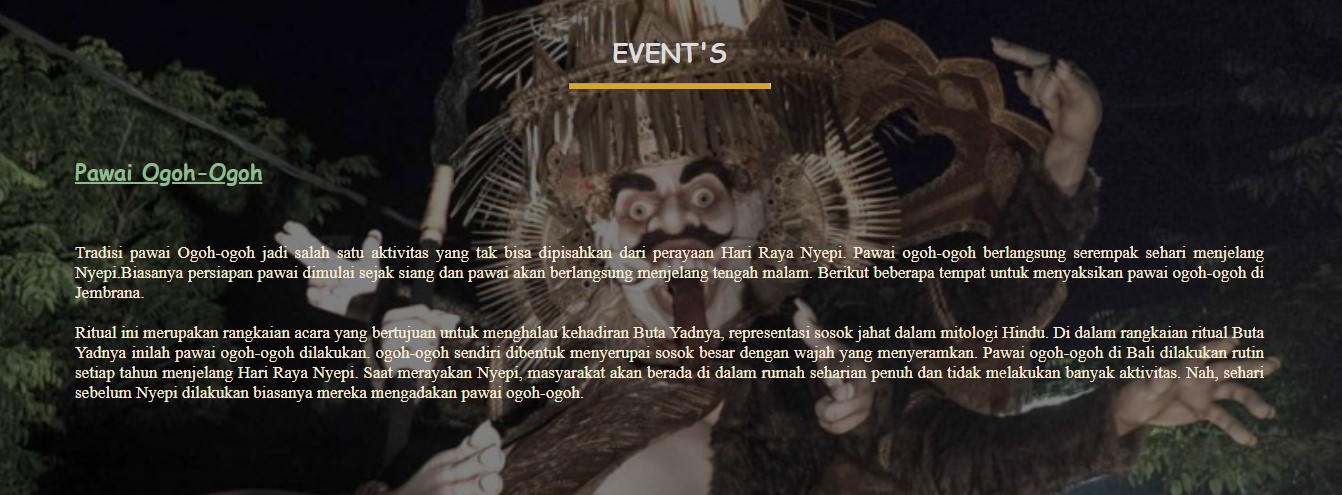 EVENT'S
Pawai Ogoh-Ogoh
Tradisi pawai Ogoh-ogoh jadi salah satu aktivitas yang tak bisa dipisahkan dari perayaan Hari Raya Nyepi. Pawai ogoh-ogoh berlangsung serempak sehari menjelang
Nyepi.Biasanya persiapan pawai dimulai sejak siang dan pawai akan berlangsung menjelang tengah malam. Berikut beberapa tempat untuk menyaksikan pawai ogoh-ogoh di
Jembrana.
Ritual ini merupakan rangkaian acara yang bertujuan untuk menghalau kehadiran Buta Yadnya, representasi sosok jahat dalam mitologi Hindu. Di dalam rangkaian ritual Buta
Yadnya inilah pawai ogoh-ogoh dilakukan. ogoh-ogoh sendiri dibentuk menyerupai sosok besar dengan wajah yang menyeramkan. Pawai ogoh-ogoh di Bali dilakukan rutin
setiap tahun menjelang Hari Raya Nyepi. Saat merayakan Nyepi, masyarakat akan berada di dalam rumah seharian penuh dan tidak melakukan banyak aktivitas. Nah, sehari
sebelum Nyepi dilakukan biasanya mereka mengadakan pawai ogoh-ogoh.